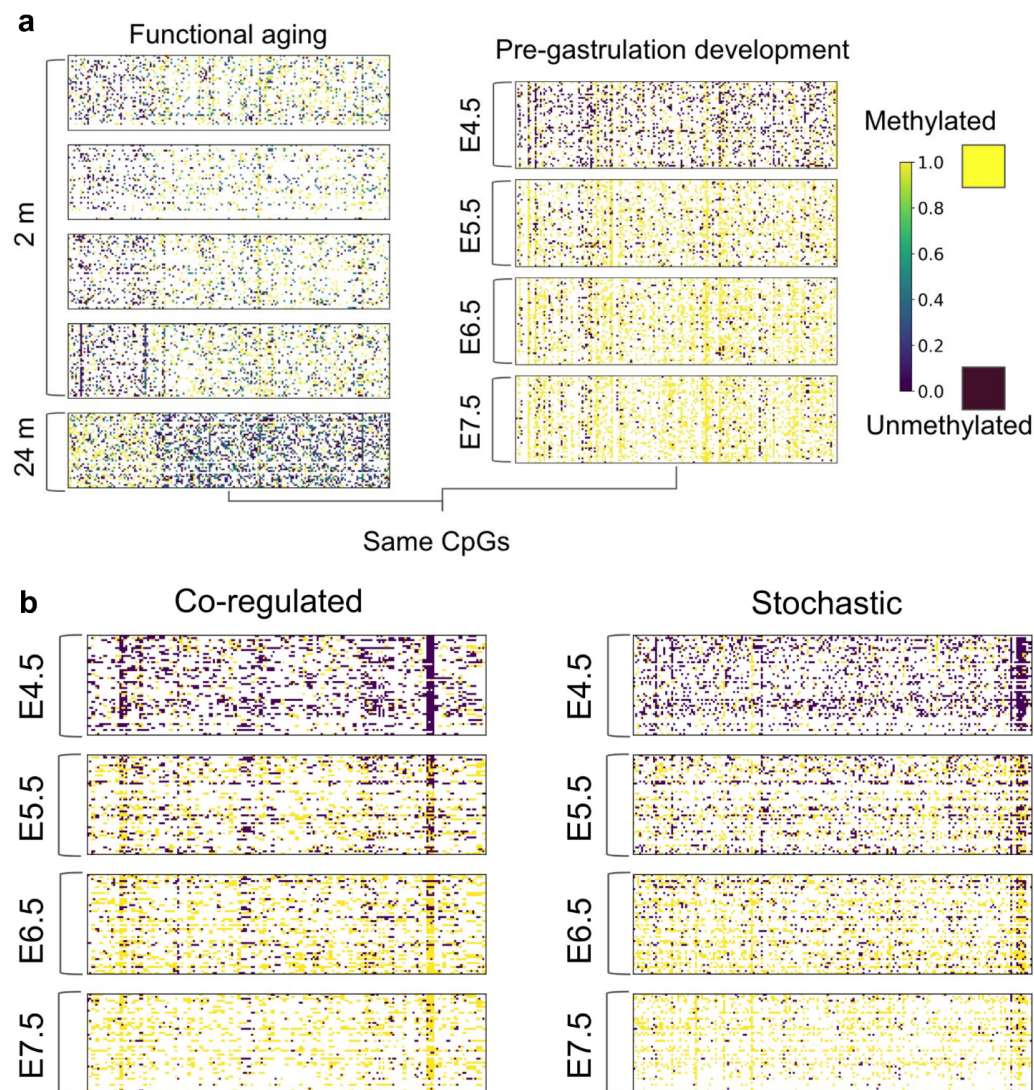 a
Functional aging
Pre-gastrulation development
2 m
24 m
E4.5
E5.5
E6.5
E7.5
Methylated
1.0
0.8
0.6
0.4
0.2
0.0
Unmethylated
Same CpGs
b
Co-regulated
E4.5
E5.5
E6.5
E7.5
Stochastic
E4.5
E5.5
E6.5
E7.5